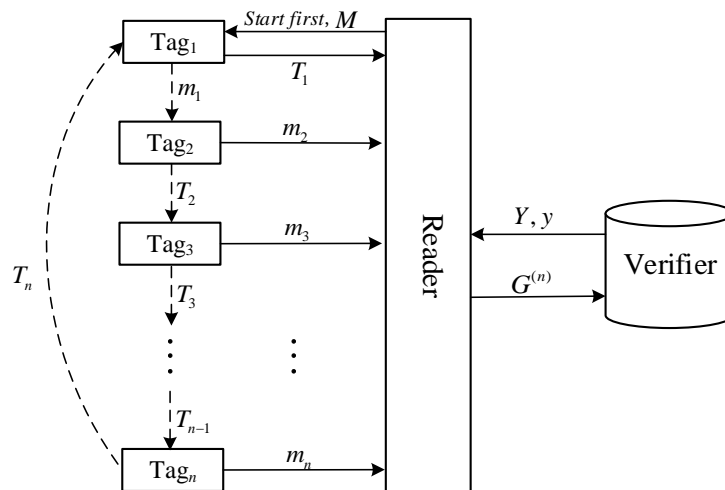 Start first, M
Tag₁
T₁
m₁
Tag₂
m₂
T₂
Tag₃
m₃
T₃
Tₙ
⋮
⋮
Tₙ₋₁
Tagₙ
mₙ
Reader
Y, y
G⁽ⁿ⁾
Verifier